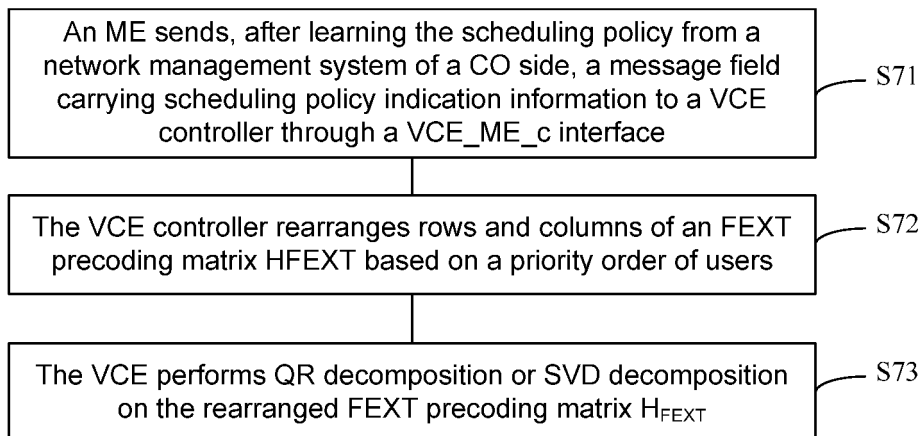 An ME sends, after learning the scheduling policy from a
network management system of a CO side, a message field
carrying scheduling policy indication information to a VCE
controller through a VCE_ME_c interface
S71
The VCE controller rearranges rows and columns of an FEXT
precoding matrix HFEXT based on a priority order of users
S72
The VCE performs QR decomposition or SVD decomposition
on the rearranged FEXT precoding matrix HFEXT
S73